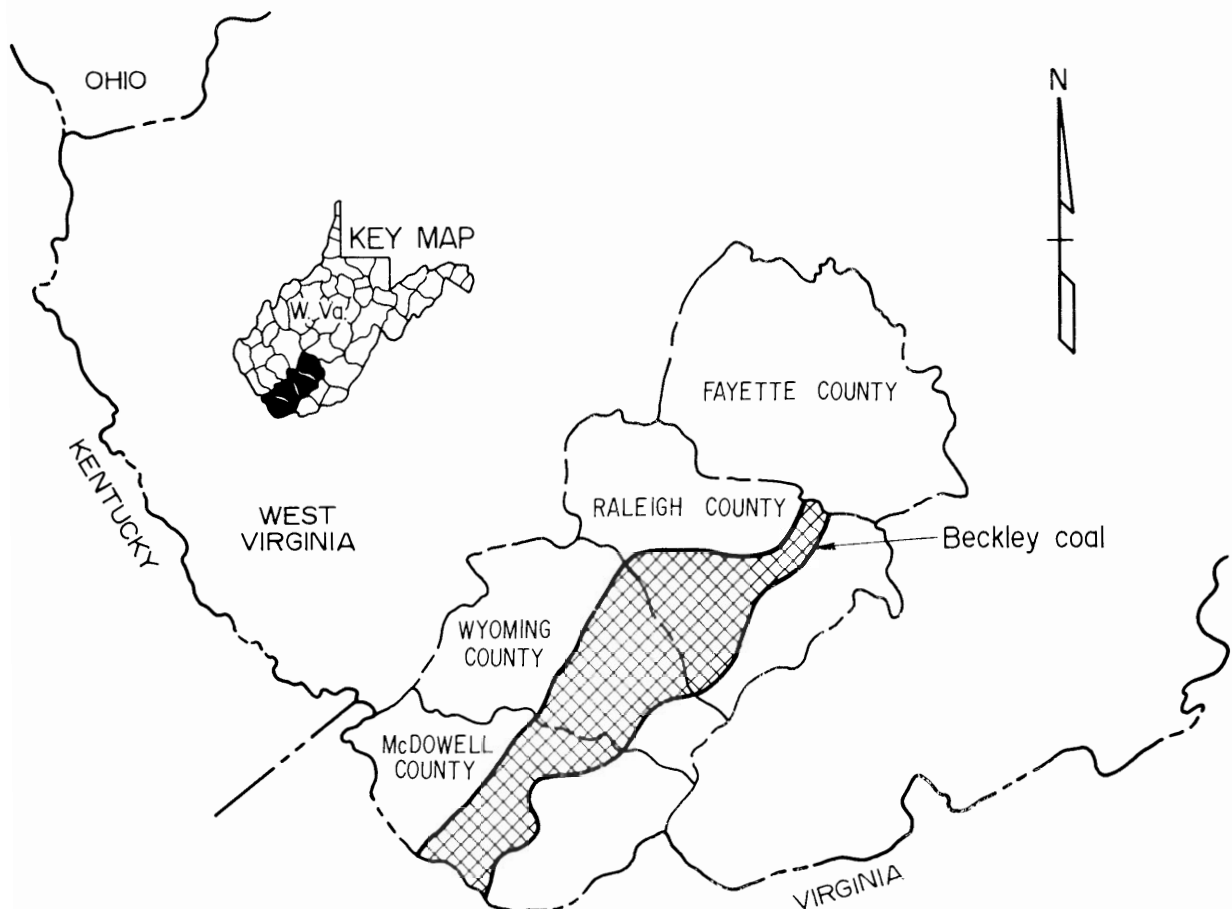 OHIO
N
KEY MAP
W. Va.
FAYETTE COUNTY
KENTUCKY
WEST
VIRGINIA
RALEIGH COUNTY
Beckley coal
WYOMING
COUNTY
McDOWELL
COUNTY
VIRGINIA